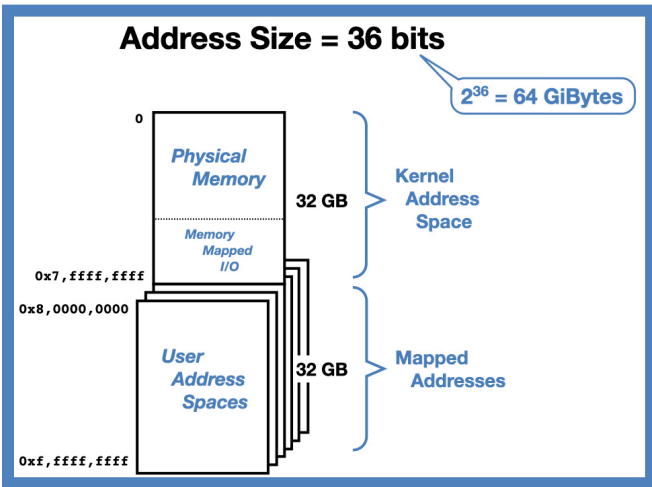 Address Size = 36 bits
2³⁶ = 64 GiBytes
0
Physical
Memory
32 GB
Kernel
Address
Space
Memory
Mapped
I/O
0x7,ffff,ffff
0x8,0000,0000
User
Address
Spaces
32 GB
Mapped
Addresses
0xf,ffff,ffff